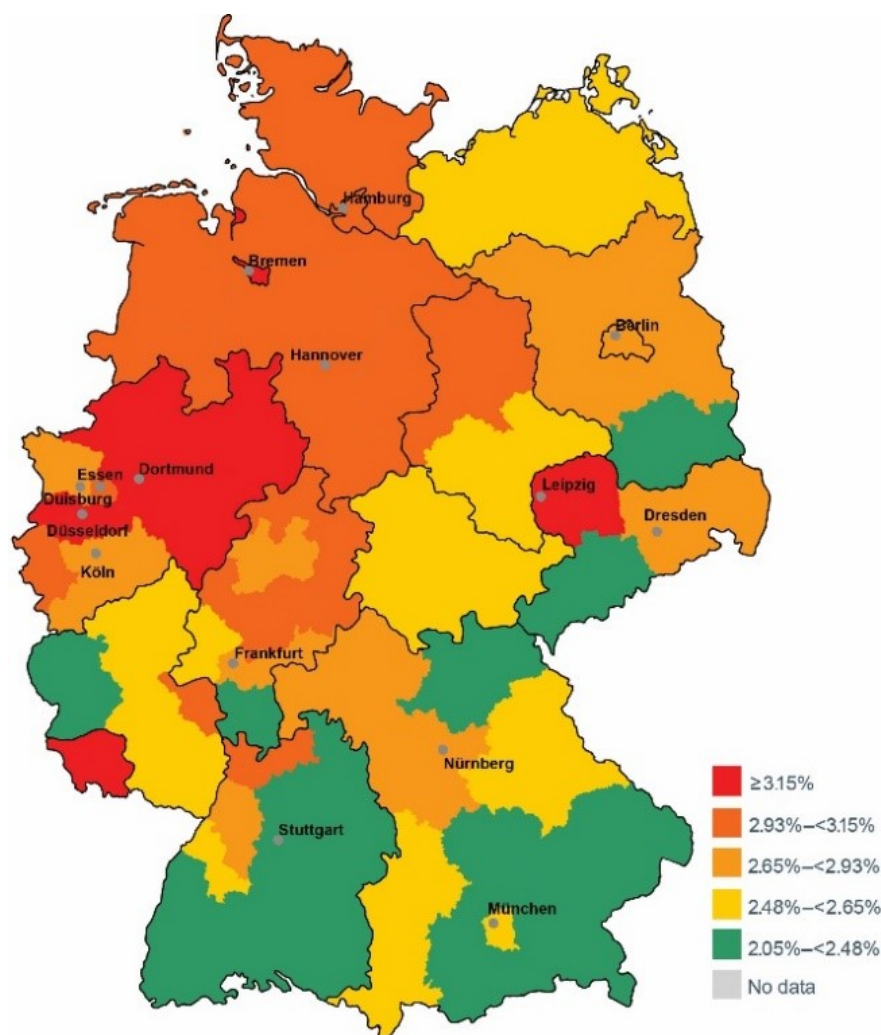 Hamburg
Bremen
Berlin
Hannover
Essen
Dortmund
Duisburg
Leipzig
Düsseldorf
Dresden
Köln
Frankfurt
Nürnberg
Stuttgart
München
≥3.15%
2.93%–<3.15%
2.65%–<2.93%
2.48%–<2.65%
2.05%–<2.48%
No data